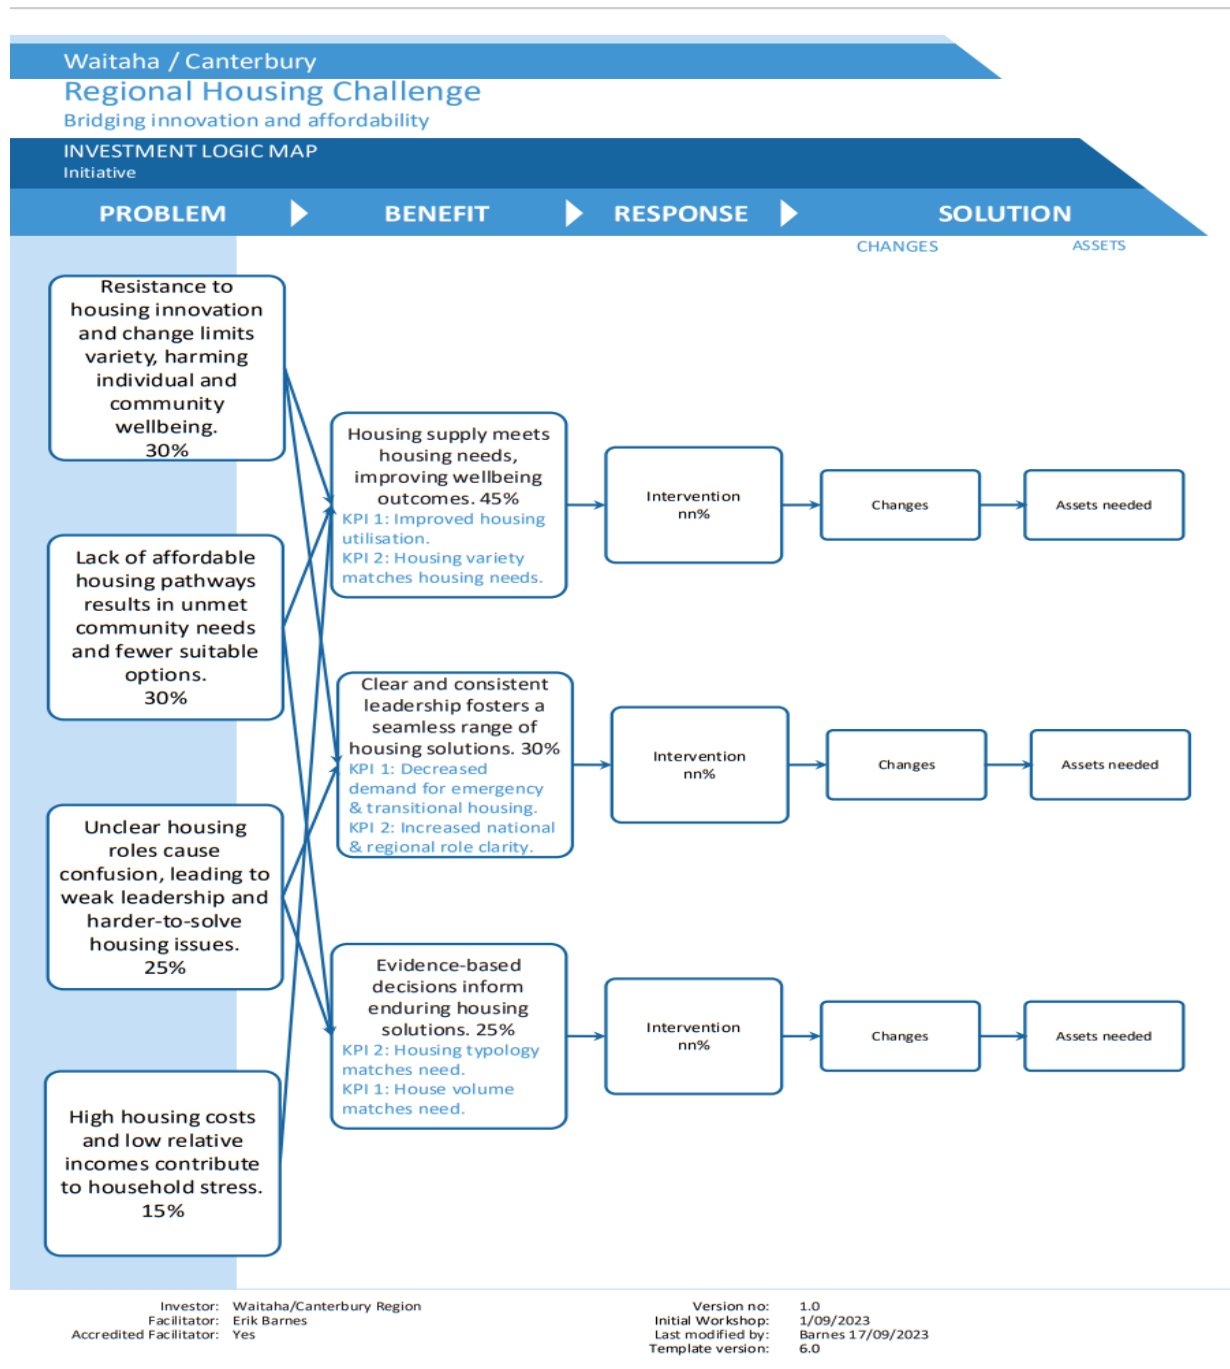 Waitaha / Canterbury
Regional Housing Challenge
Bridging innovation and affordability
INVESTMENT LOGIC MAP
Initiative
PROBLEM
BENEFIT
RESPONSE
SOLUTION
CHANGES
ASSETS
Resistance to
housing innovation
and change limits
variety, harming
individual and
community
wellbeing.
30%
Lack of affordable
housing pathways
results in unmet
community needs
and fewer suitable
options.
30%
Unclear housing
roles cause
confusion, leading to
weak leadership and
harder-to-solve
housing issues.
25%
High housing costs
and low relative
incomes contribute
to household stress.
15%
Housing supply meets
housing needs,
improving wellbeing
outcomes. 45%
KPI 1: Improved housing
utilisation.
KPI 2: Housing variety
matches housing needs.
Intervention
nn%
Changes
Assets needed
Clear and consistent
leadership fosters a
seamless range of
housing solutions. 30%
KPI 1: Decreased
demand for emergency
& transitional housing.
KPI 2: Increased national
& regional role clarity.
Intervention
nn%
Changes
Assets needed
Evidence-based
decisions inform
enduring housing
solutions. 25%
KPI 2: Housing typology
matches need.
KPI 1: House volume
matches need.
Intervention
nn%
Changes
Assets needed
Investor: Waitaha/Canterbury Region
Facilitator: Erik Barnes
Accredited Facilitator: Yes
Version no: 1.0
Initial Workshop: 1/09/2023
Last modified by: Barnes 17/09/2023
Template version: 6.0